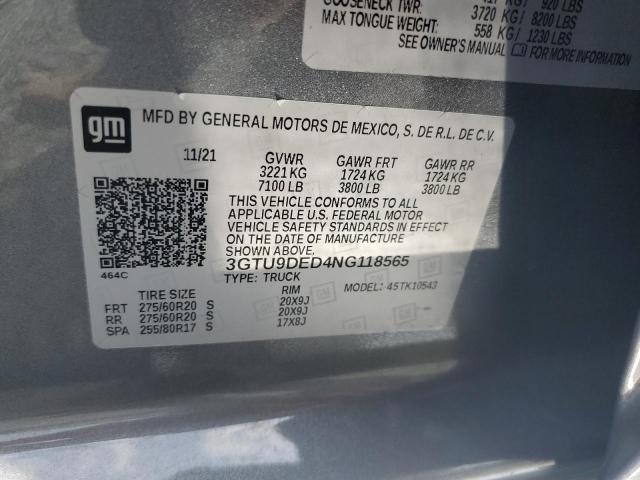 920 LBS
GOOSENECK TWR: 3720 KG/ 8200 LBS
MAX TONGUE WEIGHT: 558 KG/ 1230 LBS
SEE OWNER'S MANUAL FOR MORE INFORMATION
gm
MFD BY GENERAL MOTORS DE MEXICO, S. DE R.L. DE C.V.
11/21 GVWR GAWR FRT GAWR RR
3221 KG 1724 KG 1724 KG
7100 LB 3800 LB 3800 LB
THIS VEHICLE CONFORMS TO ALL
APPLICABLE U.S. FEDERAL MOTOR
VEHICLE SAFETY STANDARDS IN EFFECT
ON THE DATE OF MANUFACTURE SHOWN ABOVE.
464C
3GTU9DED4NG118565
TYPE: TRUCK MODEL: 45TK10543
TIRE SIZE RIM
FRT 275/60R20 S 20X9J
RR 275/60R20 S 20X9J
SPA 255/80R17 S 17X8J